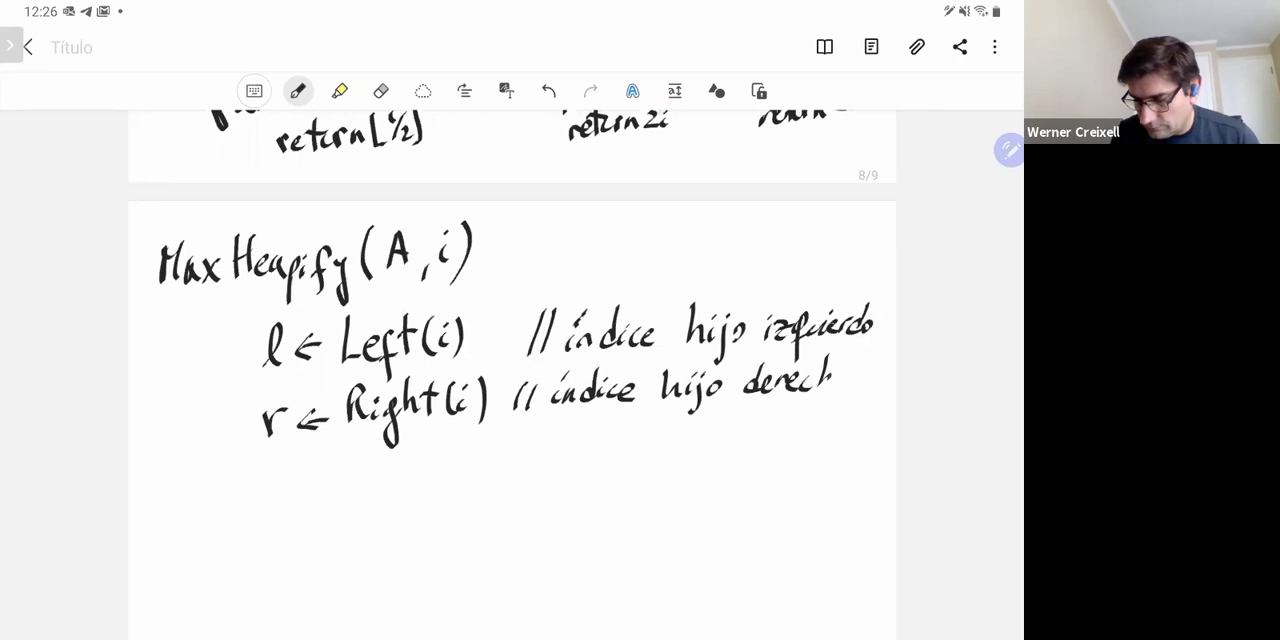 12:26
Título
return [i/2]
return 2i
return
8/9
MaxHeapify(A, i)
l ← Left(i) // índice hijo izquierdo
r ← Right(i) // índice hijo derech
Werner Creixell